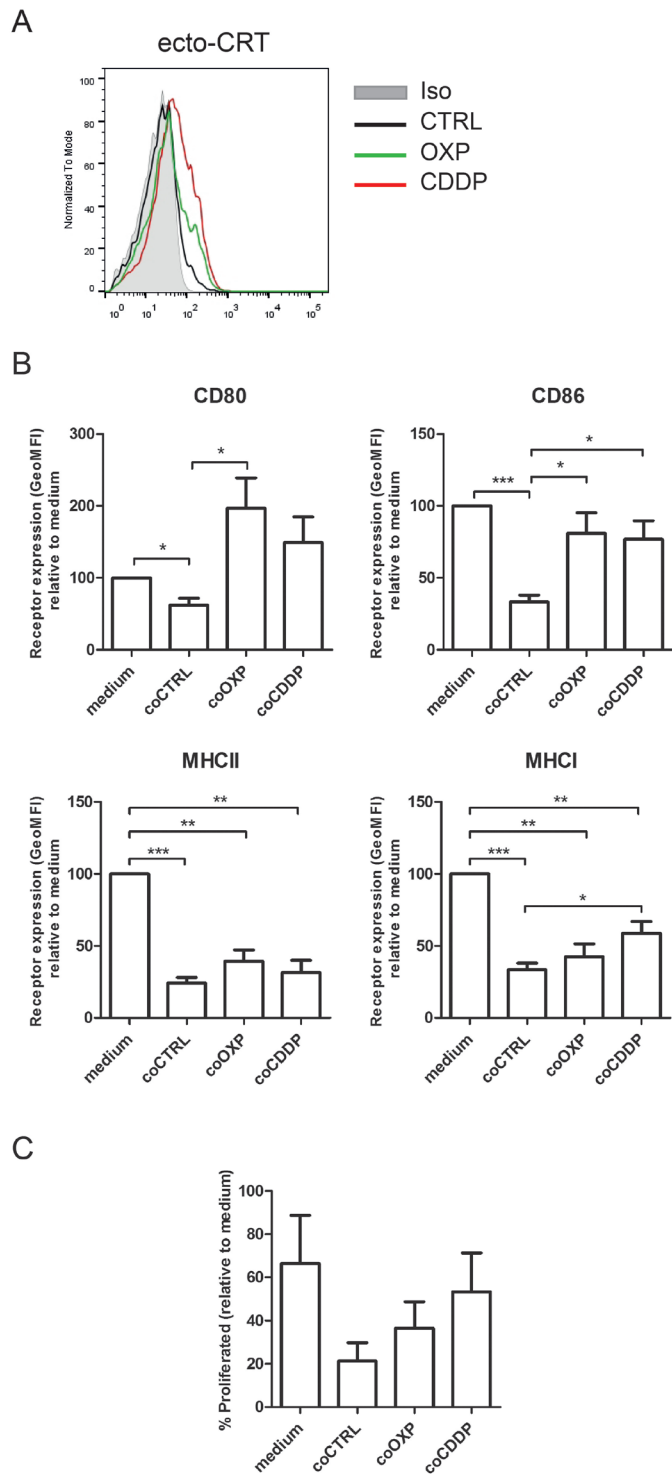 A
ecto-CRT
Normalized To Mode
100
80
60
40
20
0
10^0 10^1 10^2 10^3 10^4 10^5
Iso
CTRL
OXP
CDDP
B
CD80
Receptor expression (GeoMFI)
relative to medium
300
200
100
0
*
*
medium coCTRL coOXP coCDDP
CD86
Receptor expression (GeoMFI)
relative to medium
150
100
50
0
*
*
***
medium coCTRL coOXP coCDDP
MHCII
Receptor expression (GeoMFI)
relative to medium
150
100
50
0
**
**
***
medium coCTRL coOXP coCDDP
MHCI
Receptor expression (GeoMFI)
relative to medium
150
100
50
0
**
**
***
*
medium coCTRL coOXP coCDDP
C
% Proliferated (relative to medium)
100
80
60
40
20
0
medium coCTRL coOXP coCDDP